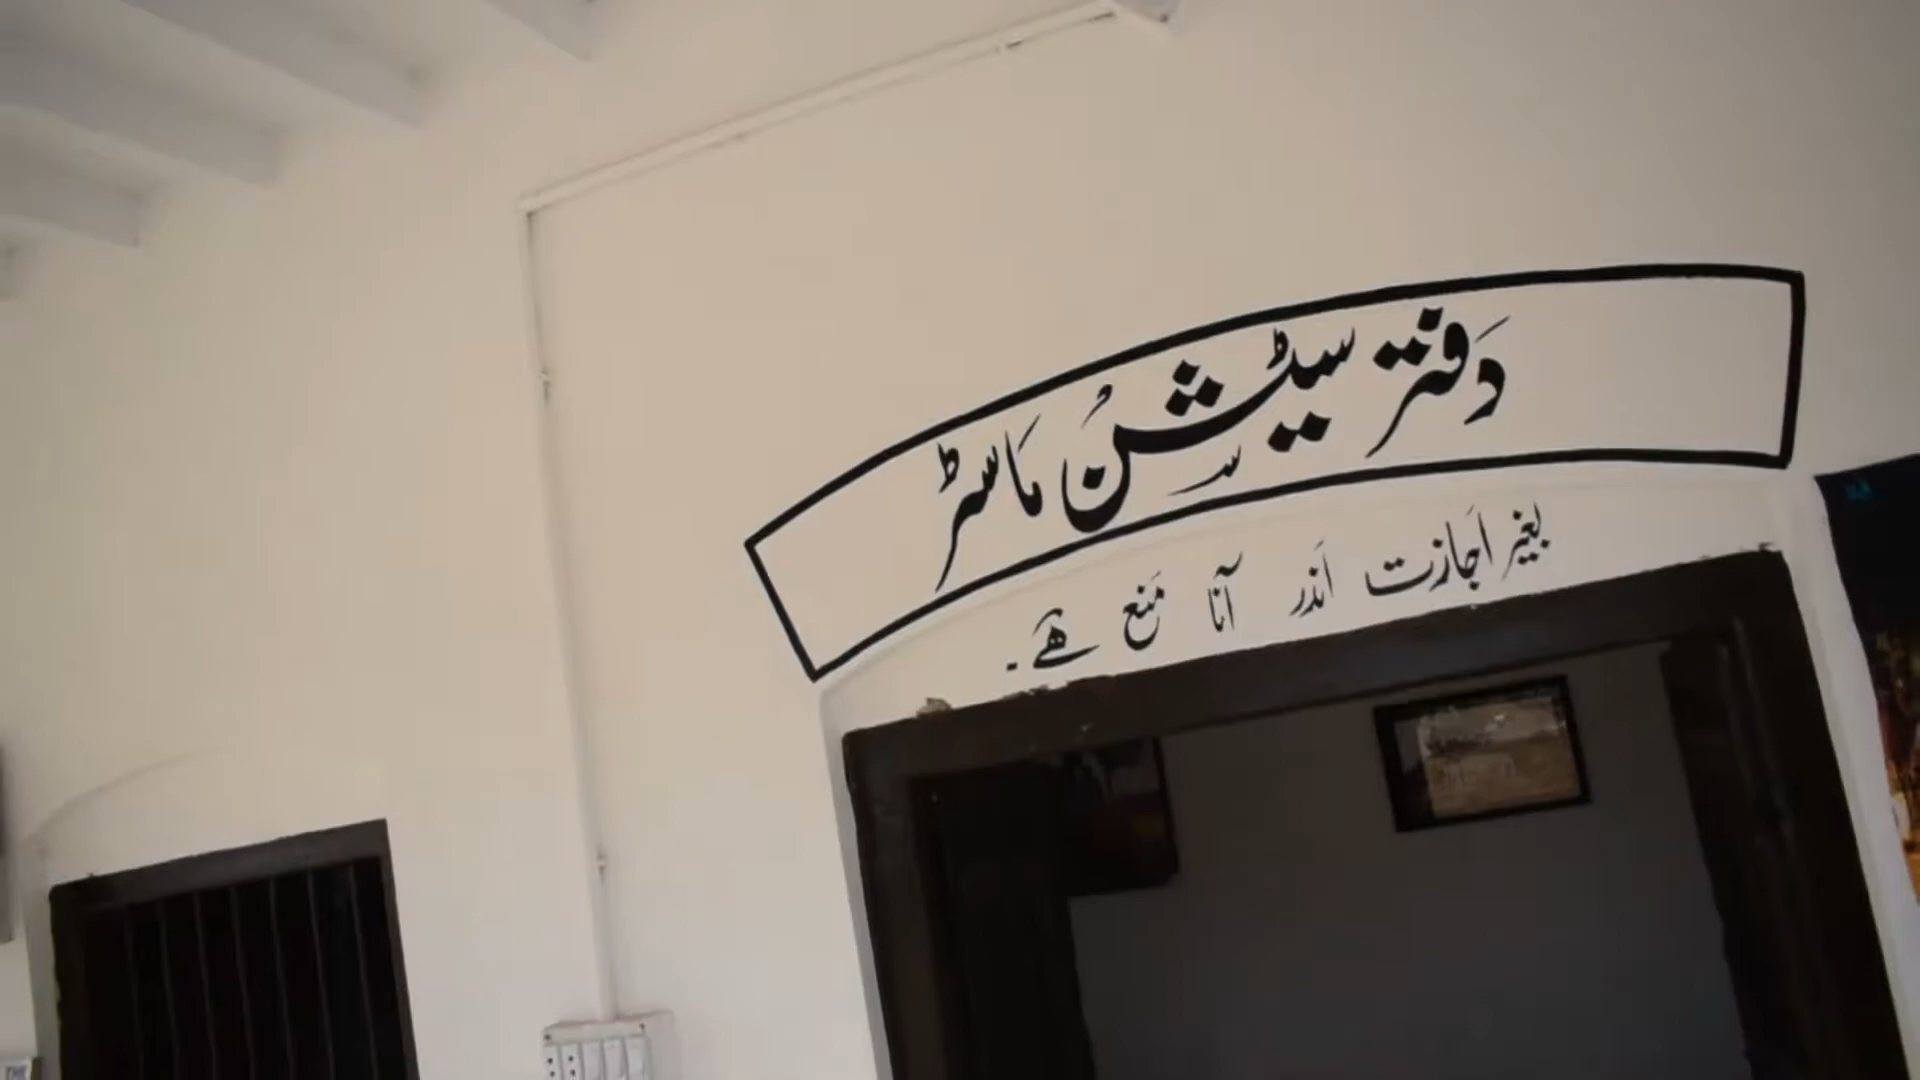 دفتر سٹیشن ماسٹر
بغیر اجازت اندر آنا منع ہے۔